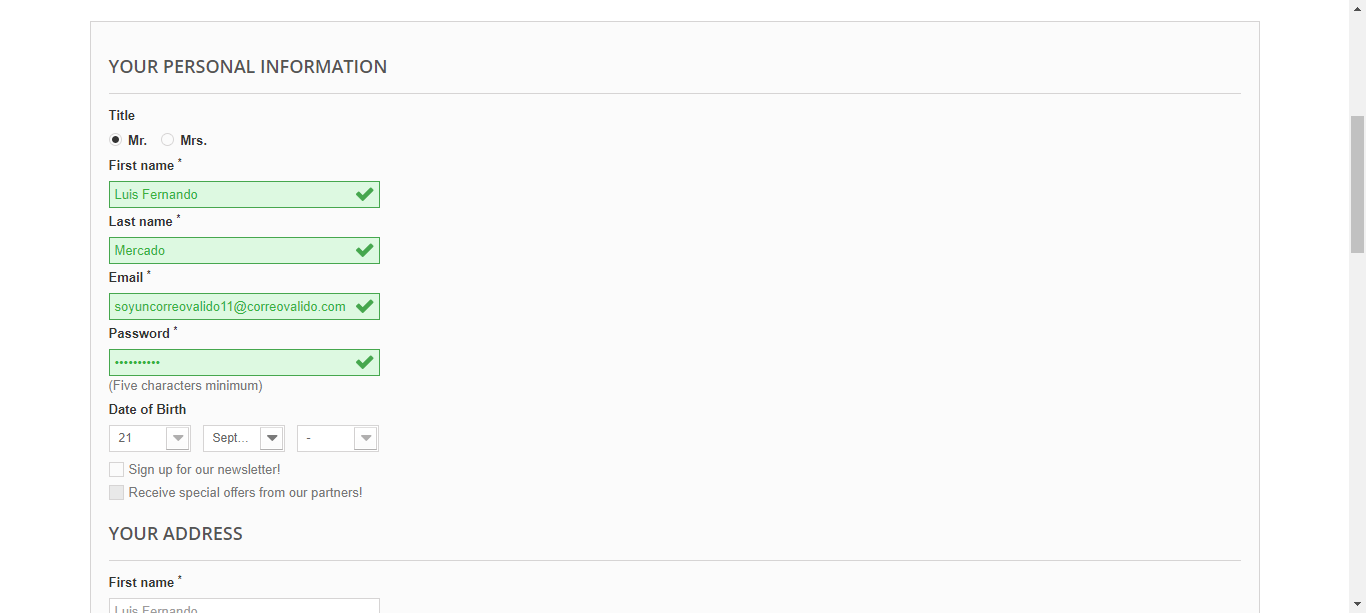 YOUR PERSONAL INFORMATION
Title
Mr. Mrs.
First name *
Luis Fernando
Last name *
Mercado
Email *
soyuncorreovalido11@correovalido.com
Password *
••••••••••
(Five characters minimum)
Date of Birth
21 Sept... -
Sign up for our newsletter!
Receive special offers from our partners!
YOUR ADDRESS
First name *
Luis Fernando